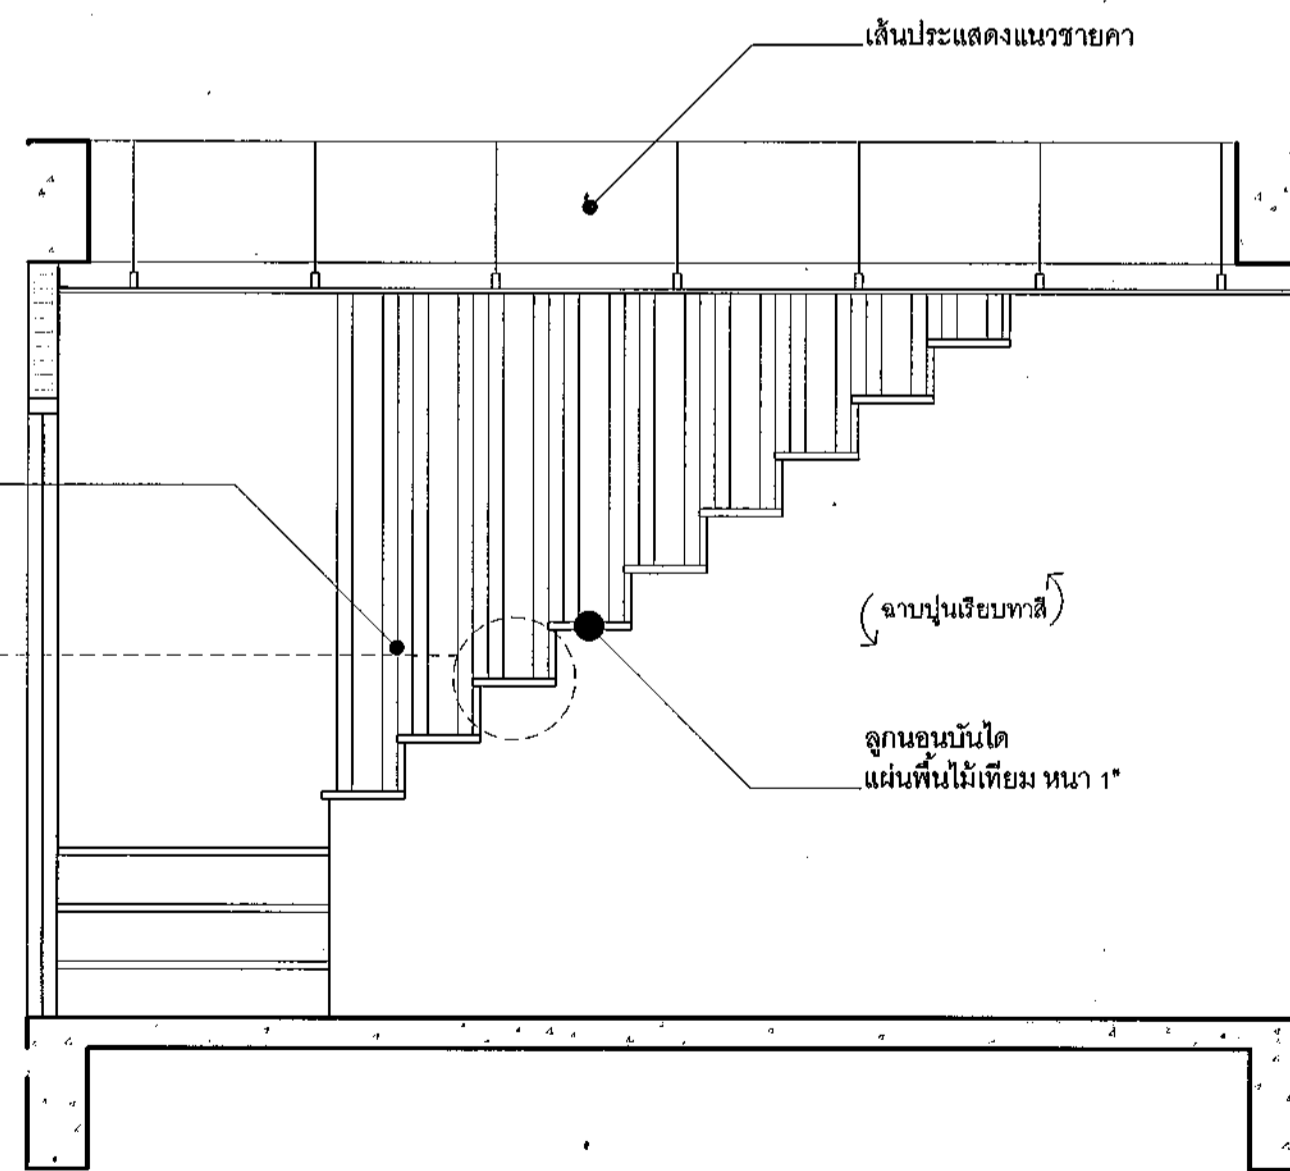 เส้นประแสดงแนวชายคา
ฉาบปูนเรียบทาสี
ลูกนอนบันได
แผ่นพื้นไม้เทียม หนา 1"